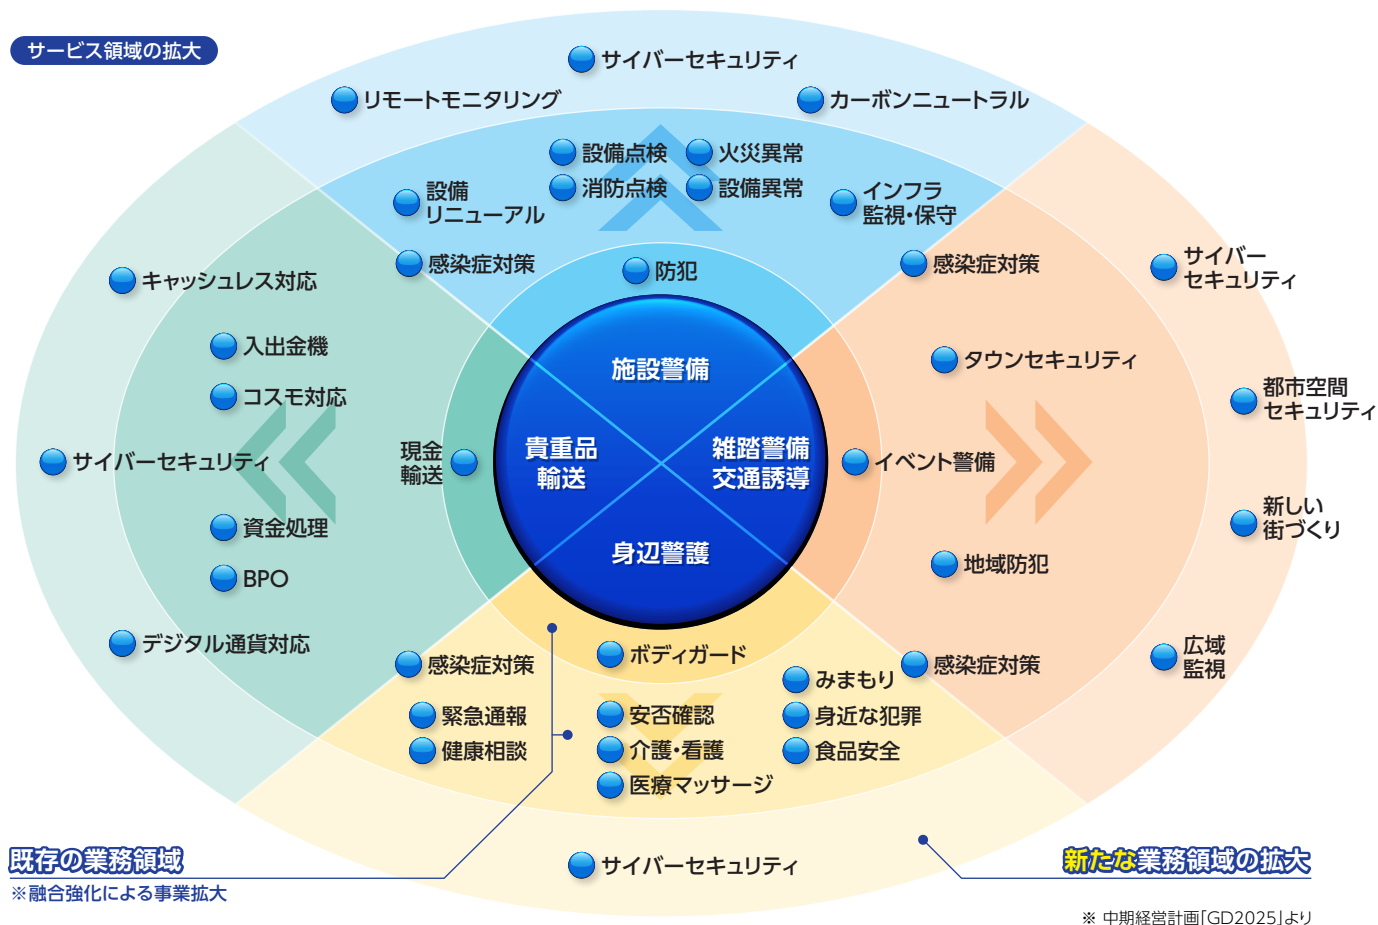 サービス領域の拡大
サイバーセキュリティ
リモートモニタリング
カーボンニュートラル
設備点検
火災異常
消防点検
設備異常
設備
リニューアル
インフラ
監視・保守
感染症対策
防犯
感染症対策
サイバー
セキュリティ
キャッシュレス対応
入出金機
コスモ対応
サイバーセキュリティ
現金
輸送
資金処理
BPO
デジタル通貨対応
施設警備
貴重品
輸送
雑踏警備
交通誘導
身辺警護
タウンセキュリティ
都市空間
セキュリティ
イベント警備
新しい
街づくり
地域防犯
広域
監視
感染症対策
ボディガード
感染症対策
みまもり
緊急通報
安否確認
身近な犯罪
健康相談
介護・看護
食品安全
医療マッサージ
サイバーセキュリティ
既存の業務領域
※融合強化による事業拡大
新たな業務領域の拡大
※ 中期経営計画「GD2025」より